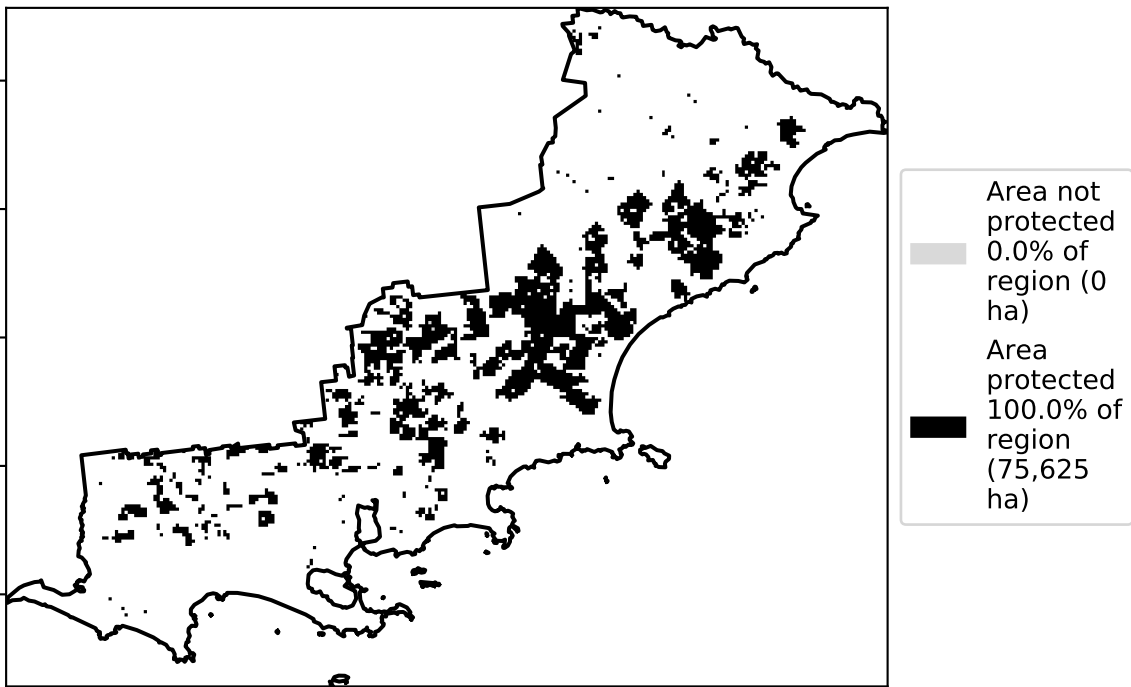 Area not
protected
0.0% of
region (0
ha)
Area
protected
100.0% of
region
(75,625
ha)